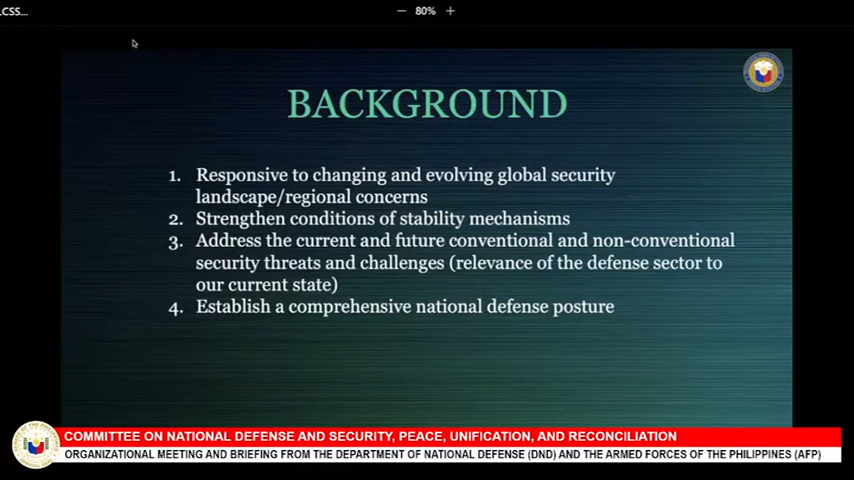 .CSS...
— 80% +
BACKGROUND
1. Responsive to changing and evolving global security
landscape/regional concerns
2. Strengthen conditions of stability mechanisms
3. Address the current and future conventional and non-conventional
security threats and challenges (relevance of the defense sector to
our current state)
4. Establish a comprehensive national defense posture
COMMITTEE ON NATIONAL DEFENSE AND SECURITY, PEACE, UNIFICATION, AND RECONCILIATION
ORGANIZATIONAL MEETING AND BRIEFING FROM THE DEPARTMENT OF NATIONAL DEFENSE (DND) AND THE ARMED FORCES OF THE PHILIPPINES (AFP)